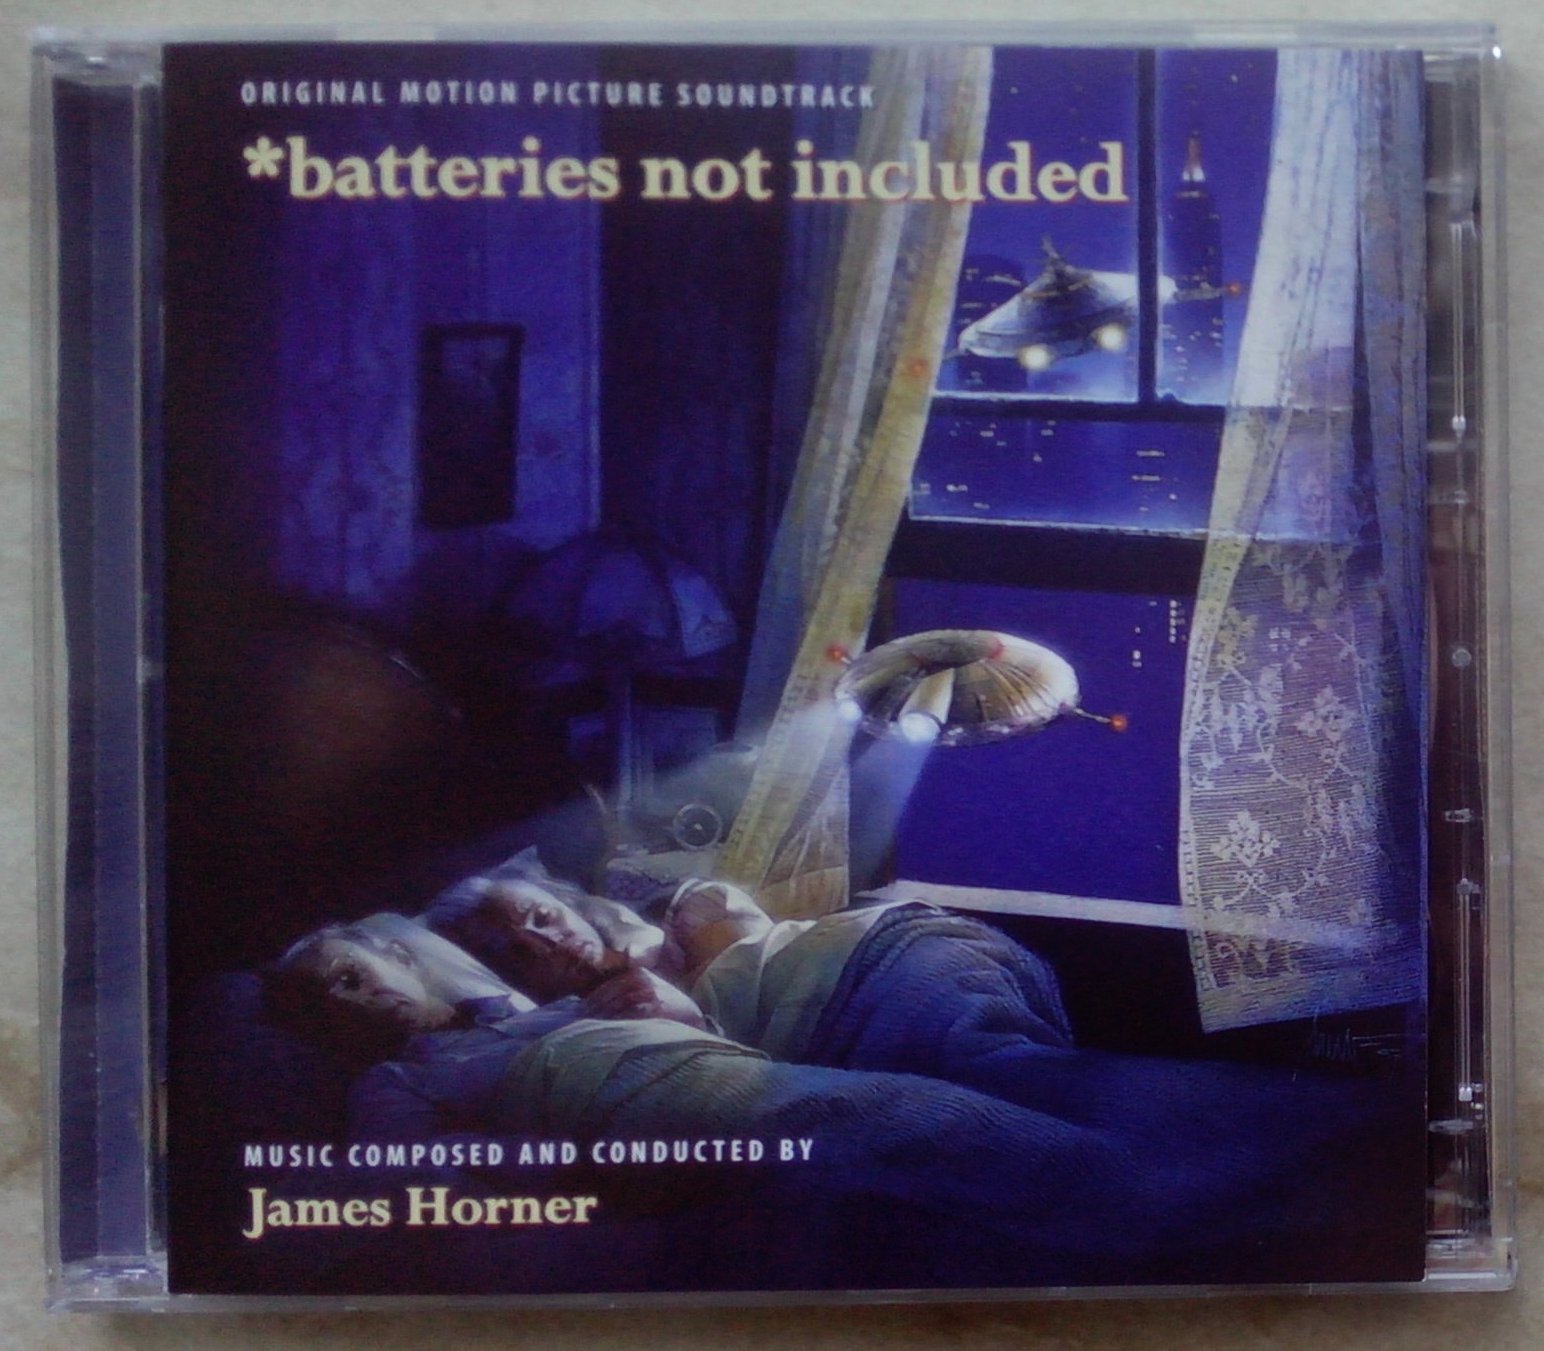 ORIGINAL MOTION PICTURE SOUNDTRACK
*batteries not included
MUSIC COMPOSED AND CONDUCTED BY
James Horner